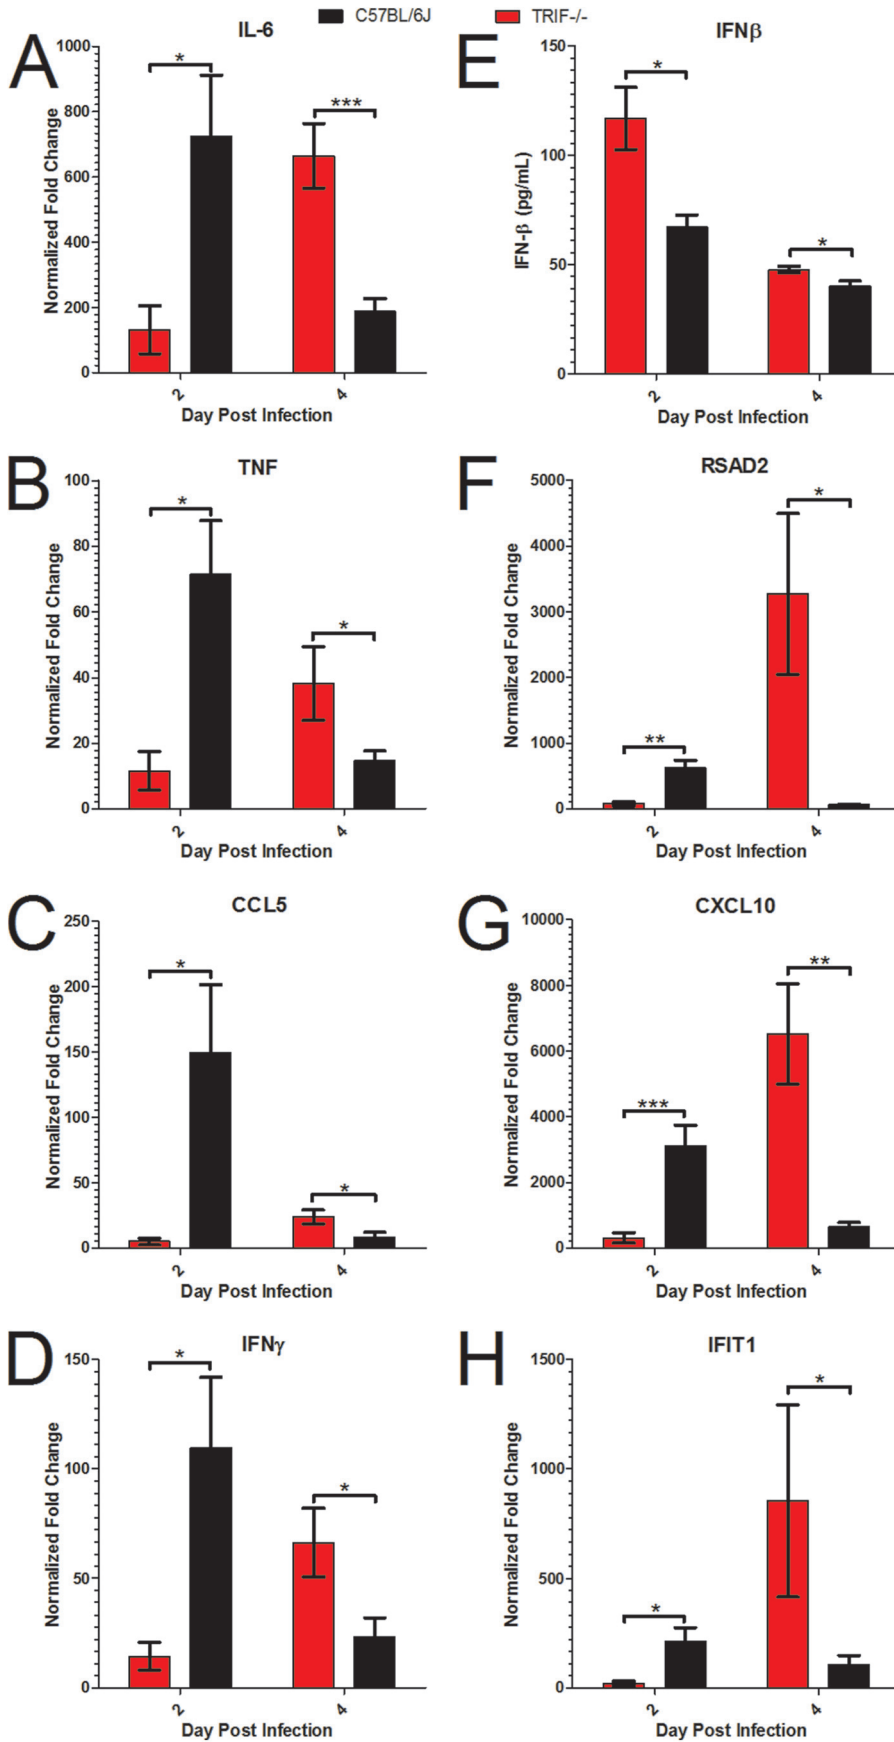 C57BL/6J TRIF-/-
A
IL-6
Normalized Fold Change
1000
800
600
400
200
0
*
***
2
4
Day Post Infection
E
IFNβ
IFN-β (pg/mL)
150
100
50
0
*
*
2
4
Day Post Infection
B
TNF
Normalized Fold Change
100
80
60
40
20
0
*
*
2
4
Day Post Infection
F
RSAD2
Normalized Fold Change
5000
4000
3000
2000
1000
0
**
*
2
4
Day Post Infection
C
CCL5
Normalized Fold Change
250
200
150
100
50
0
*
*
2
4
Day Post Infection
G
CXCL10
Normalized Fold Change
10000
8000
6000
4000
2000
0
***
**
2
4
Day Post Infection
D
IFNγ
Normalized Fold Change
150
100
50
0
*
*
2
4
Day Post Infection
H
IFIT1
Normalized Fold Change
1500
1000
500
0
*
*
2
4
Day Post Infection